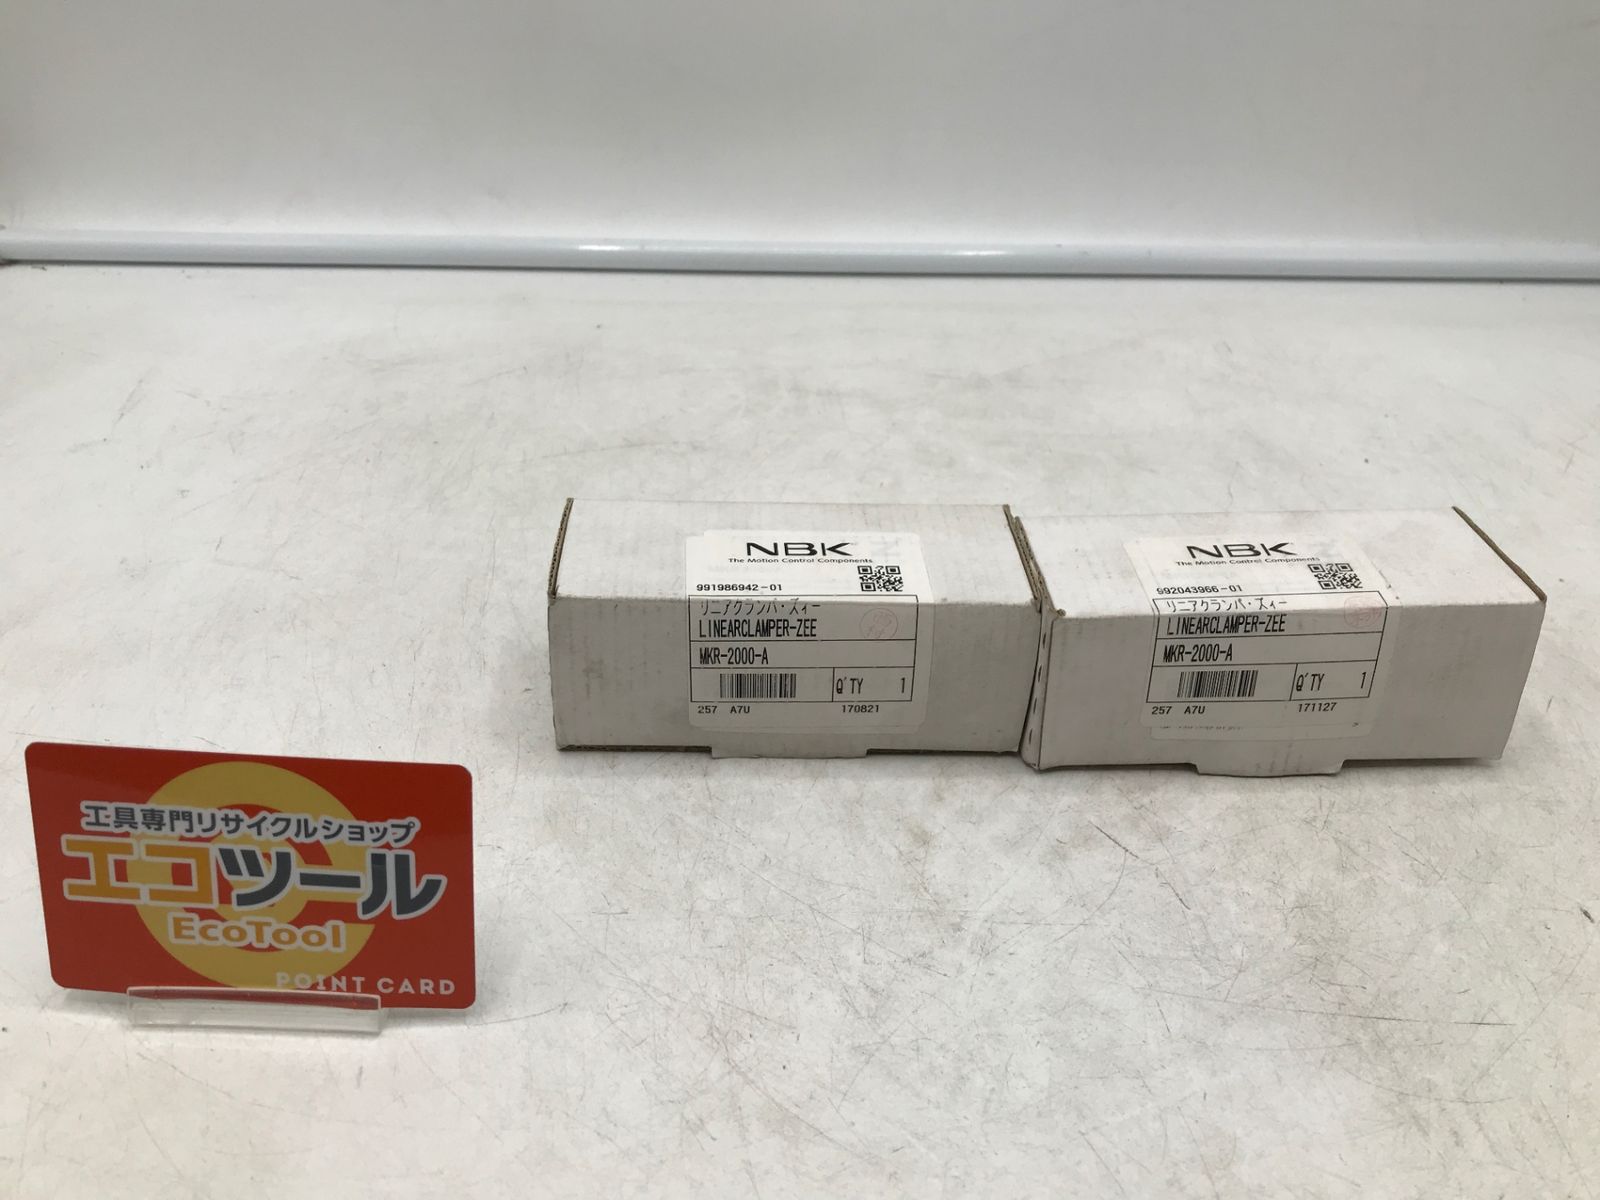 NBK
The Motion Control Components
991986942-01
リニアクランパ・ズィー
LINEARCLAMPER-ZEE
MKR-2000-A
Q'TY 1
257 A7U 170821
NBK
The Motion Control Components
992043966-01
リニアクランパ・ズィー
LINEARCLAMPER-ZEE
MKR-2000-A
Q'TY 1
257 A7U 171127
工具専門リサイクルショップ
エコツール
EcoTool
POINT CARD